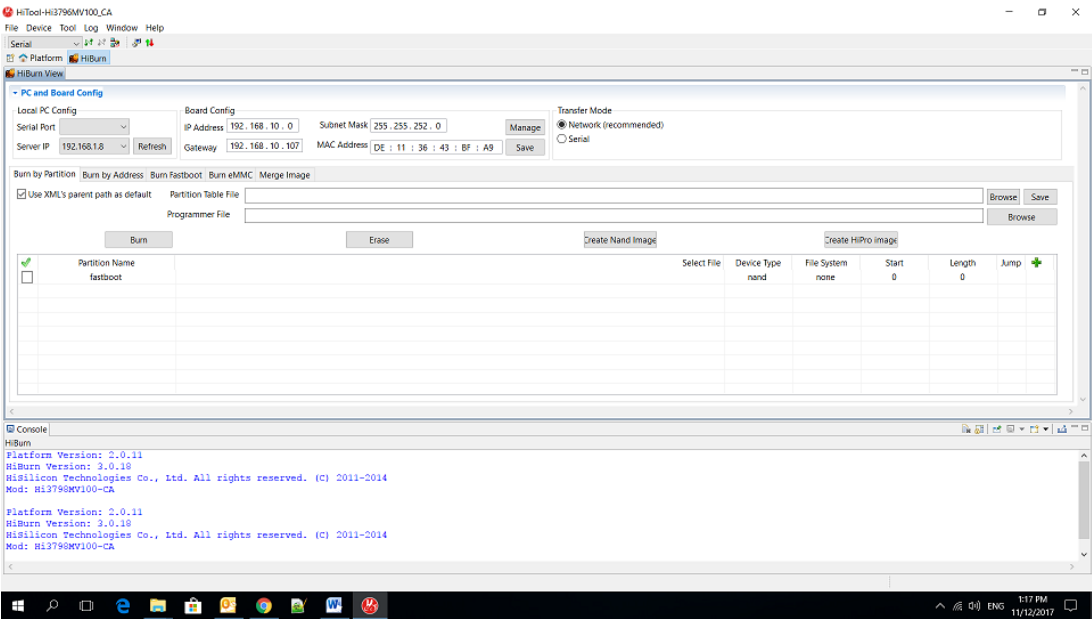 HiTool-Hi3796MV100_CA
File Device Tool Log Window Help
Serial
Platform HiBurn
HiBurn View
PC and Board Config
Local PC Config Board Config Transfer Mode
Serial Port IP Address 192 . 168 . 10 . 0 Subnet Mask 255 . 255 . 252 . 0 Manage Network (recommended)
Server IP 192.168.1.8 Refresh Gateway 192 . 168 . 10 . 107 MAC Address DE : 11 : 36 : 43 : BF : A9 Save Serial
Burn by Partition Burn by Address Burn Fastboot Burn eMMC Merge Image
Use XML's parent path as default Partition Table File Browse Save
Programmer File Browse
Burn Erase Create Nand Image Create HiPro image
Partition Name Select File Device Type File System Start Length Jump
fastboot nand none 0 0
Console
HiBurn
Platform Version: 2.0.11
HiBurn Version: 3.0.18
HiSilicon Technologies Co., Ltd. All rights reserved. (C) 2011-2014
Mod: Hi3798MV100-CA
Platform Version: 2.0.11
HiBurn Version: 3.0.18
HiSilicon Technologies Co., Ltd. All rights reserved. (C) 2011-2014
Mod: Hi3798MV100-CA
ENG 1:17 PM
11/12/2017